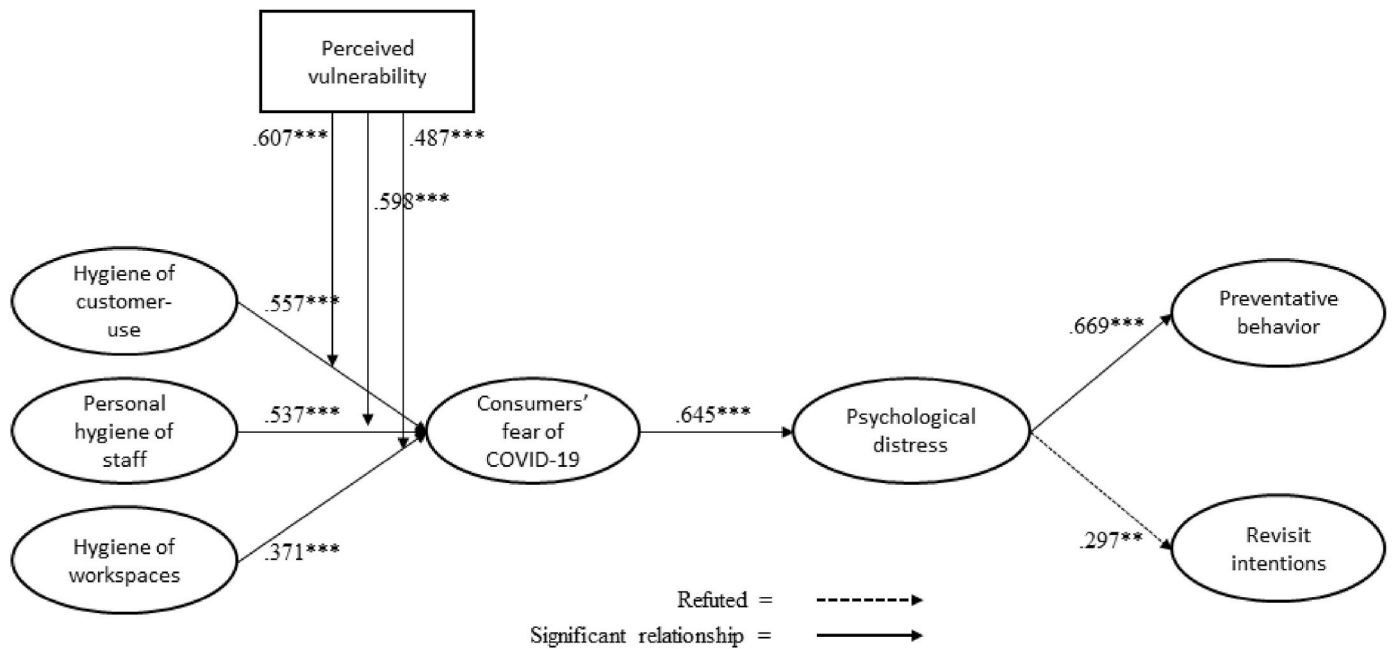 Perceived
vulnerability
.607***
.487***
.598***
Hygiene of
customer-
use
.557***
Preventative
behavior
.669***
Personal
hygiene of
staff
.537***
Consumers’
fear of
COVID-19
.645***
Psychological
distress
Hygiene of
workspaces
.371***
.297**
Revisit
intentions
Refuted =
Significant relationship =